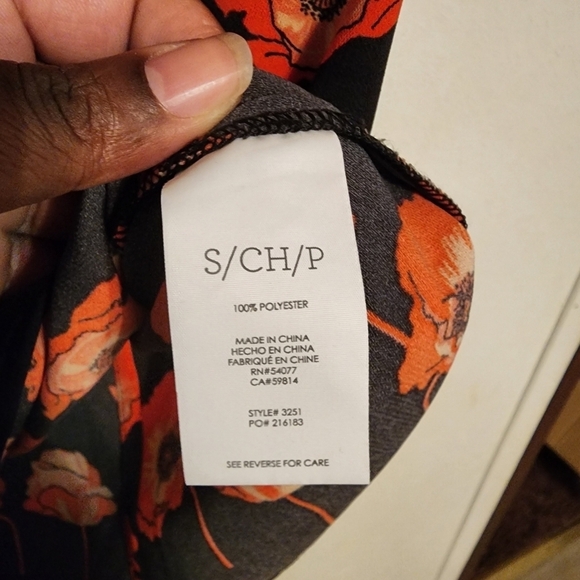 S/CH/P
100% POLYESTER
MADE IN CHINA
HECHO EN CHINA
FABRIQUÉ EN CHINE
RN#54077
CA#59814
STYLE# 3251
PO# 216183
SEE REVERSE FOR CARE